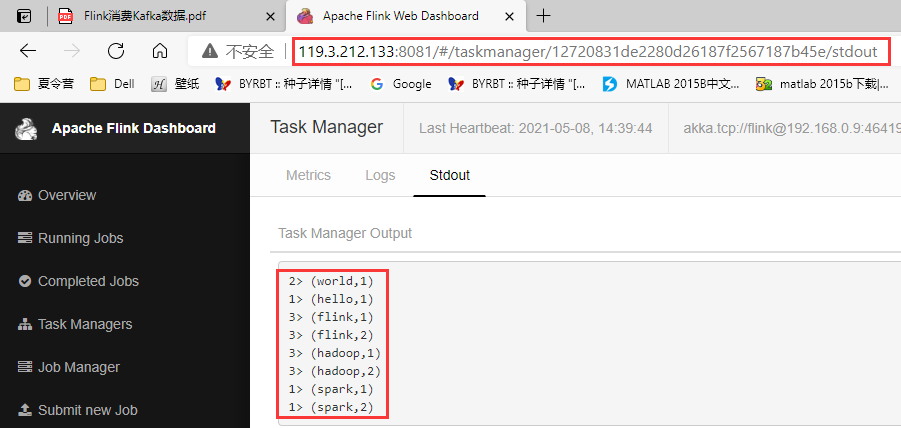 Flink消费Kafka数据.pdf
Apache Flink Web Dashboard
不安全
119.3.212.133:8081/#/taskmanager/12720831de2280d26187f2567187b45e/stdout
夏令营
Dell
壁纸
BYRBT :: 种子详情 "[...
Google
BYRBT :: 种子详情 "[...
MATLAB 2015B中文...
matlab 2015b下载|...
Apache Flink Dashboard
Task Manager
Last Heartbeat: 2021-05-08, 14:39:44
akka.tcp://flink@192.168.0.9:46419
Overview
Running Jobs
Completed Jobs
Task Managers
Job Manager
Submit new Job
Metrics
Logs
Stdout
Task Manager Output
2> (world,1)
1> (hello,1)
3> (flink,1)
3> (flink,2)
3> (hadoop,1)
3> (hadoop,2)
1> (spark,1)
1> (spark,2)